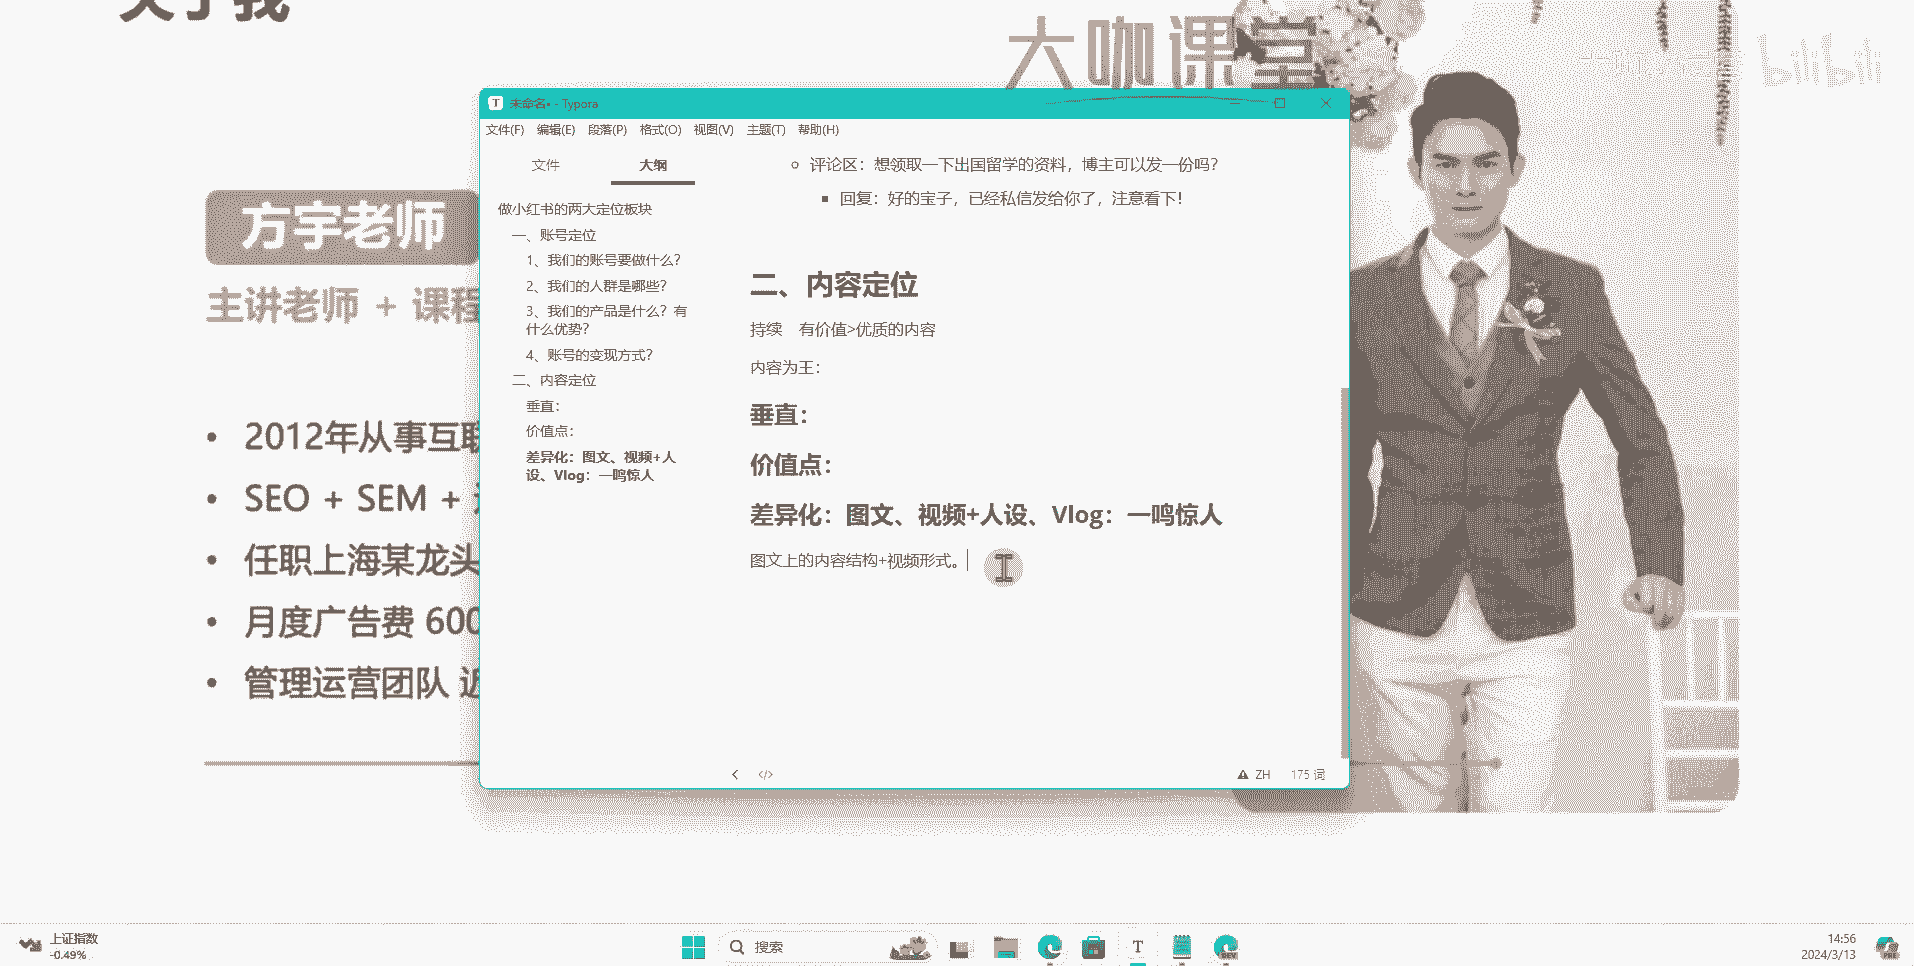 关于我
大咖课堂
bilibili
未命名• - Typora
文件(F) 编辑(E) 段落(P) 格式(O) 视图(V) 主题(T) 帮助(H)
文件 大纲
做小红书的两大定位板块
一、账号定位
1、我们的账号要做什么？
2、我们的人群是哪些？
3、我们的产品是什么？有
什么优势？
4、账号的变现方式？
二、内容定位
垂直：
价值点：
差异化：图文、视频+人
设、Vlog：一鸣惊人
评论区：想领取一下出国留学的资料，博主可以发一份吗？
回复：好的宝子，已经私信发给你了，注意看下！
二、内容定位
持续 有价值>优质的内容
内容为王：
垂直：
价值点：
差异化：图文、视频+人设、Vlog：一鸣惊人
图文上的内容结构+视频形式。
ZH 175 词
方宇老师
主讲老师 + 课程
• 2012年从事互联
• SEO + SEM +
• 任职上海某龙头
• 月度广告费 600
• 管理运营团队 近
上证指数
-0.49%
搜索
DEV
14:56
2024/3/13
PRE